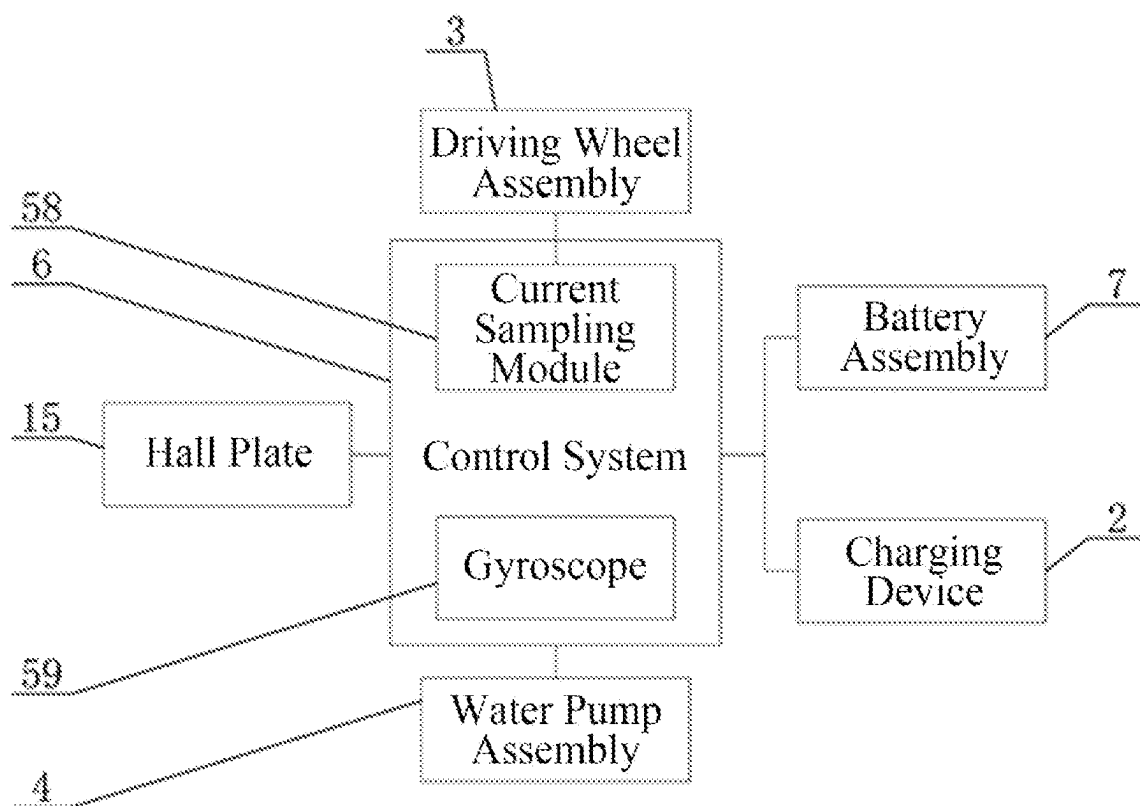 3
Driving Wheel
Assembly
58
6
Current
Sampling
Module
7
Battery
Assembly
15
Hall Plate
Control System
2
Charging
Device
Gyroscope
59
Water Pump
Assembly
4